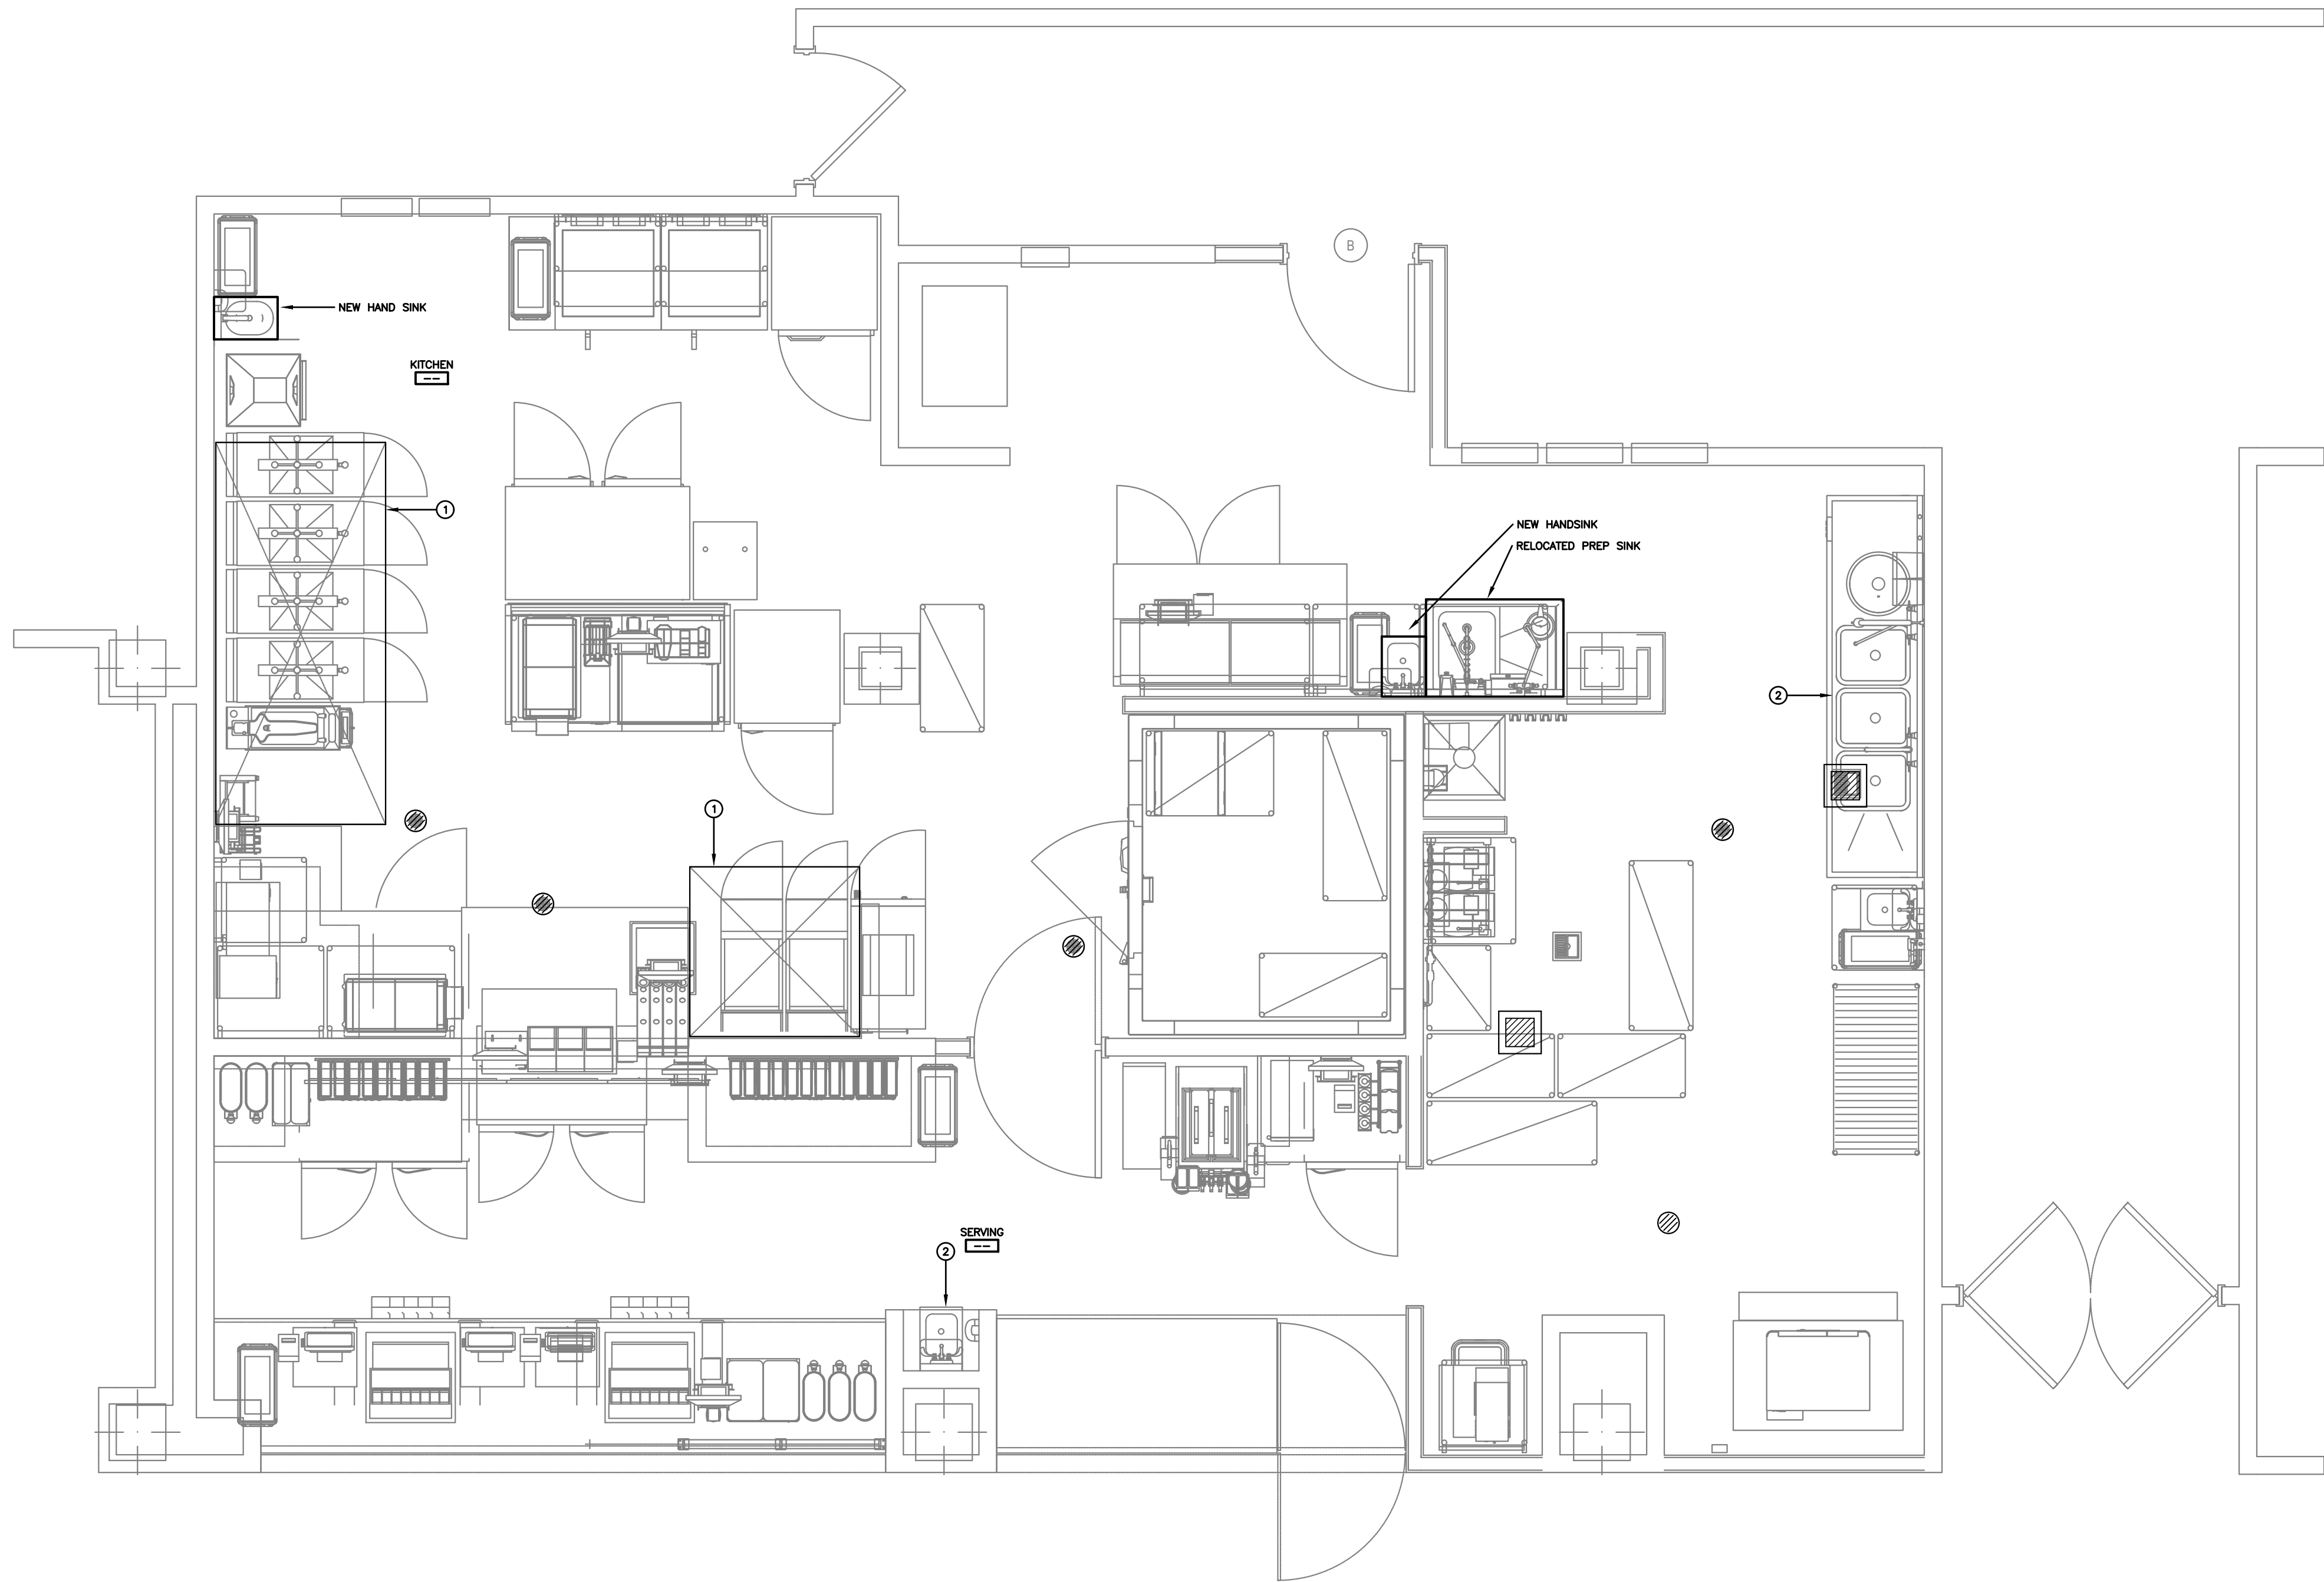 B
NEW HAND SINK
KITCHEN
--
1
NEW HANDSINK
RELOCATED PREP SINK
2
1
SERVING
--
2